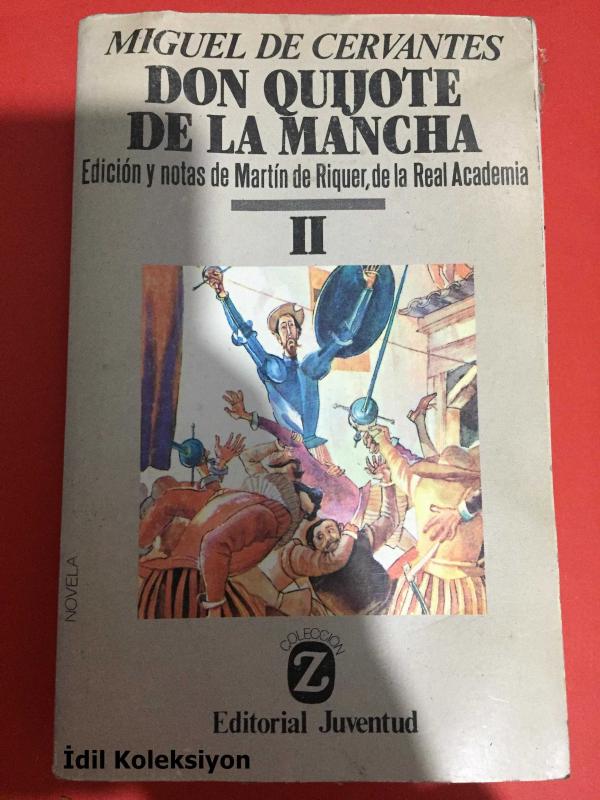 MIGUEL DE CERVANTES
DON QUIJOTE
DE LA MANCHA
Edición y notas de Martín de Riquer, de la Real Academia
II
NOVELA
COLECCION
Z
Editorial Juventud
İdil Koleksiyon